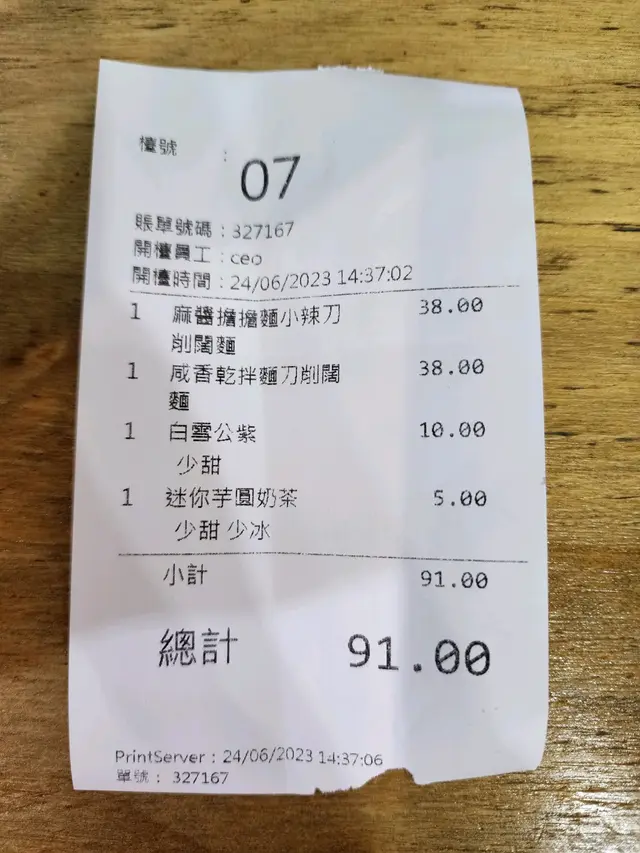 檯號 :
07
賬單號碼 : 327167
開檯員工 : ceo
開檯時間 : 24/06/2023 14:37:02
1 麻醬擔擔麵小辣刀 38.00
削闊麵
1 咸香乾拌麵刀削闊 38.00
麵
1 白雪公紫 10.00
少甜
1 迷你芋圓奶茶 5.00
少甜 少冰
小計 91.00
總計 91.00
PrintServer : 24/06/2023 14:37:06
單號 : 327167